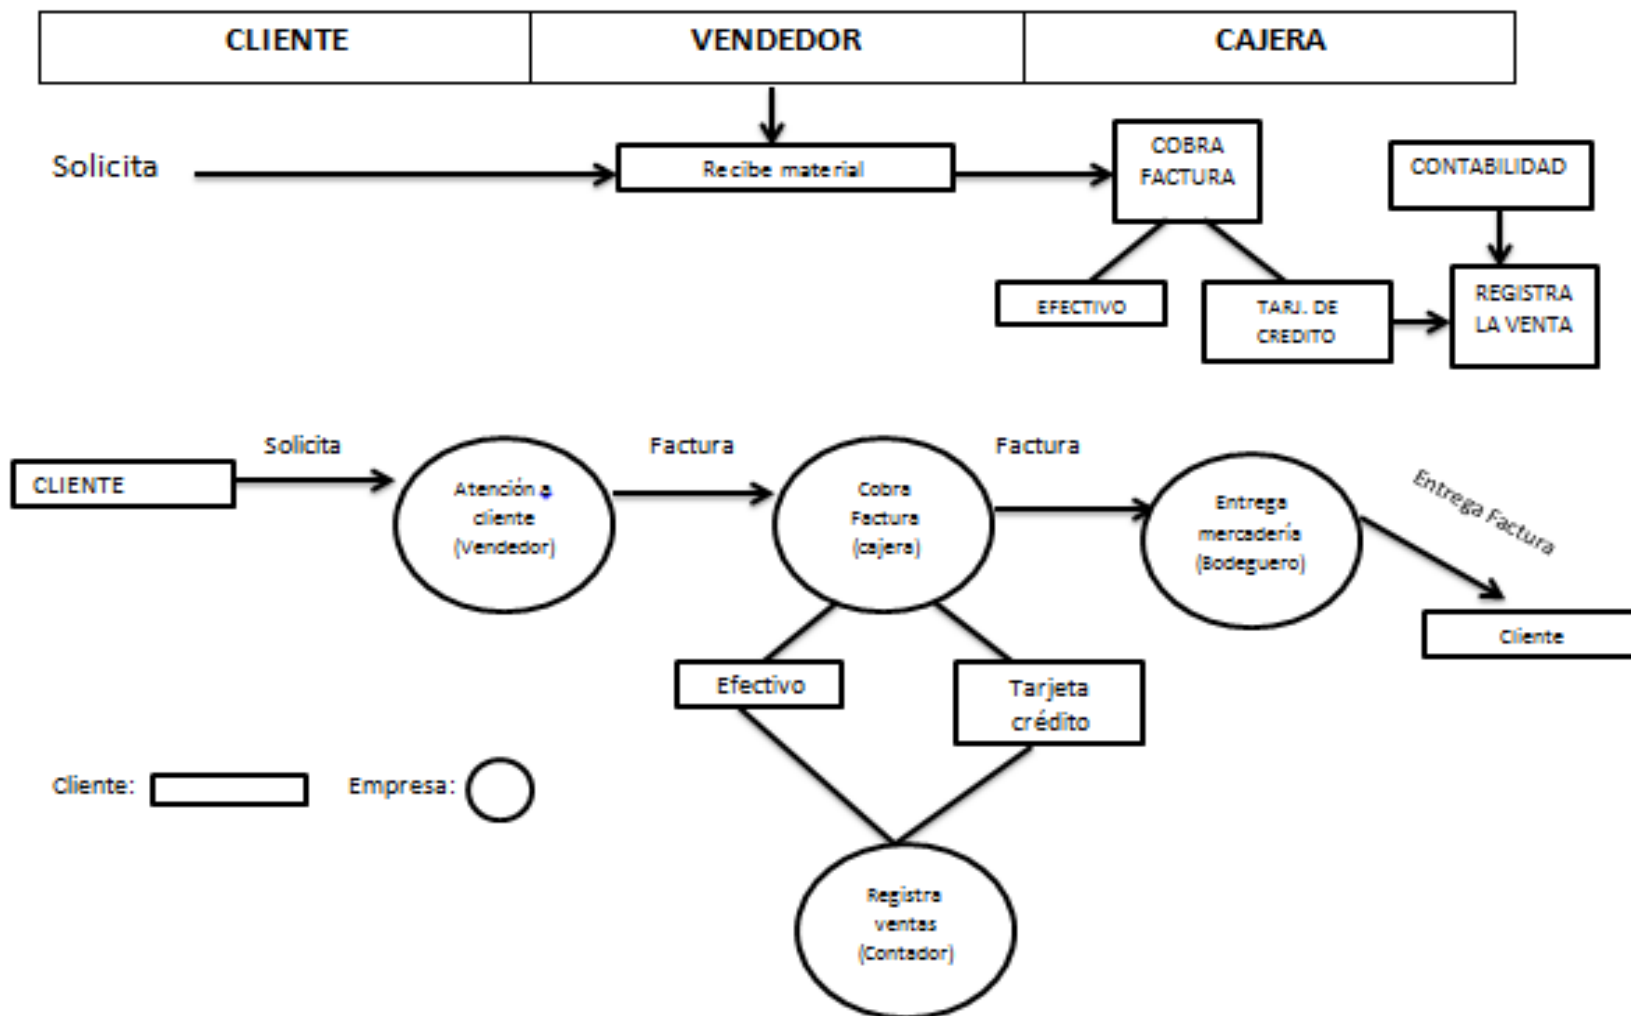 CLIENTE
VENDEDOR
CAJERA
Solicita
Recibe material
COBRA
FACTURA
CONTABILIDAD
EFECTIVO
TARJ. DE
CREDITO
REGISTRA
LA VENTA
CLIENTE
Solicita
Atención a
cliente
(Vendedor)
Factura
Cobra
Factura
(cajera)
Factura
Entrega
mercadería
(Bodeguero)
Entrega Factura
Cliente
Efectivo
Tarjeta
crédito
Cliente:
Empresa:
Registra
ventas
(Contador)